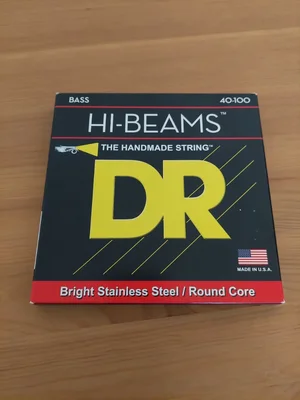 BASS 40-100
HI-BEAMS™
THE HANDMADE STRING™
DR
MADE IN U.S.A.
Bright Stainless Steel / Round Core